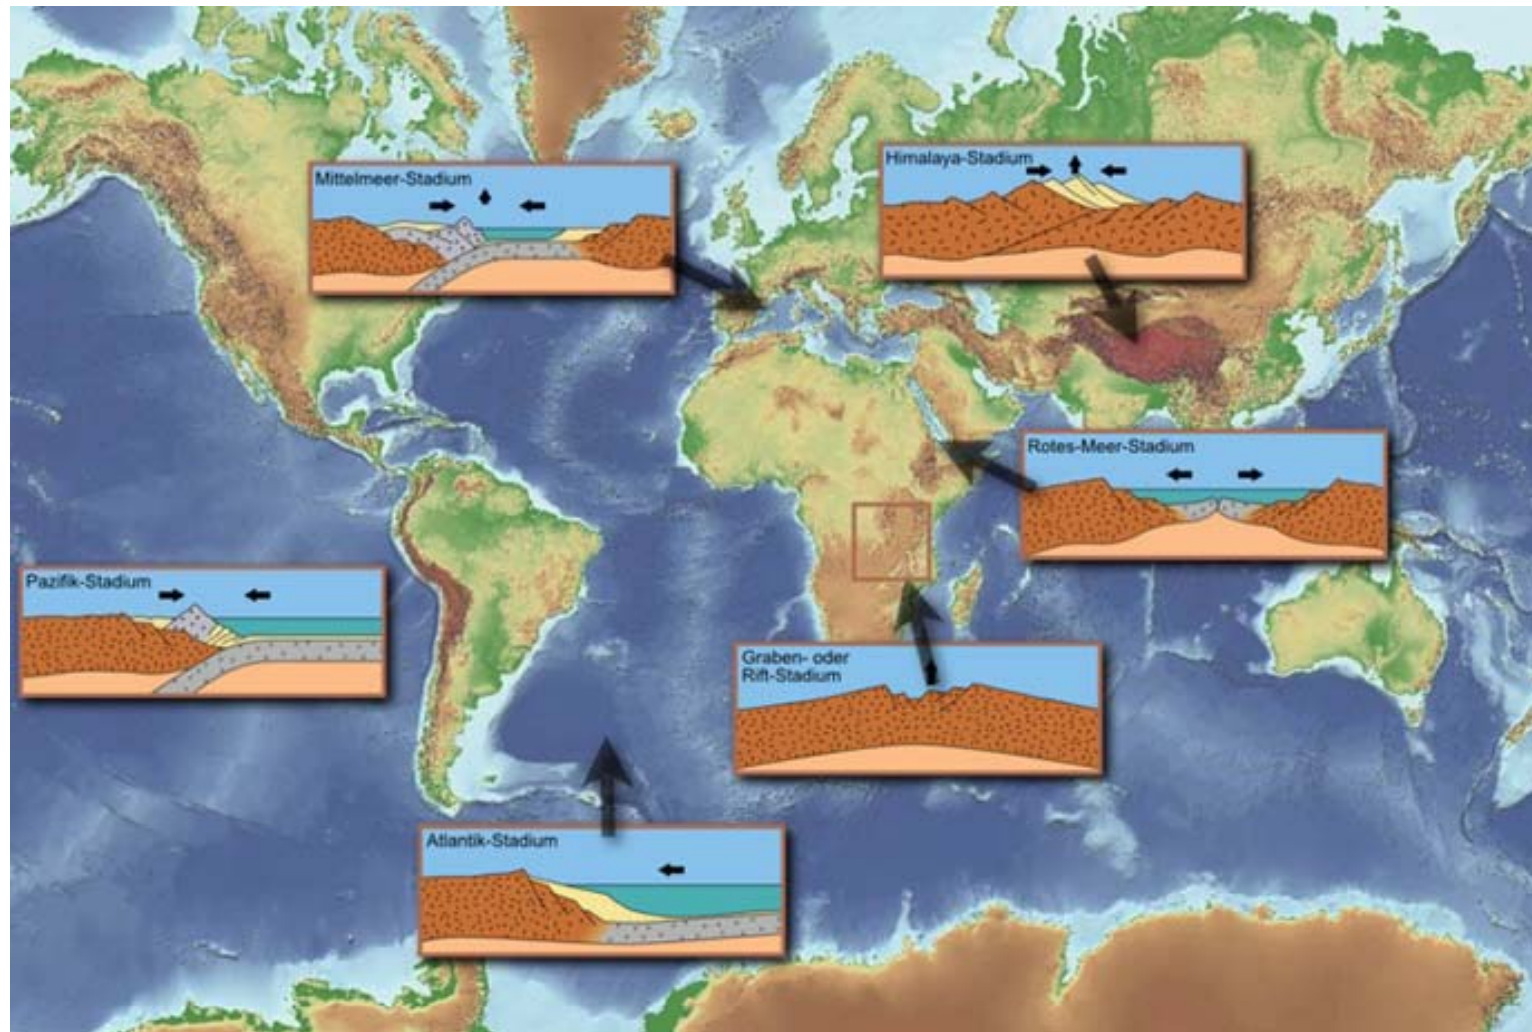 Mittelmeer-Stadium
Himalaya-Stadium
Rotes-Meer-Stadium
Pazifik-Stadium
Graben- oder
Rift-Stadium
Atlantik-Stadium